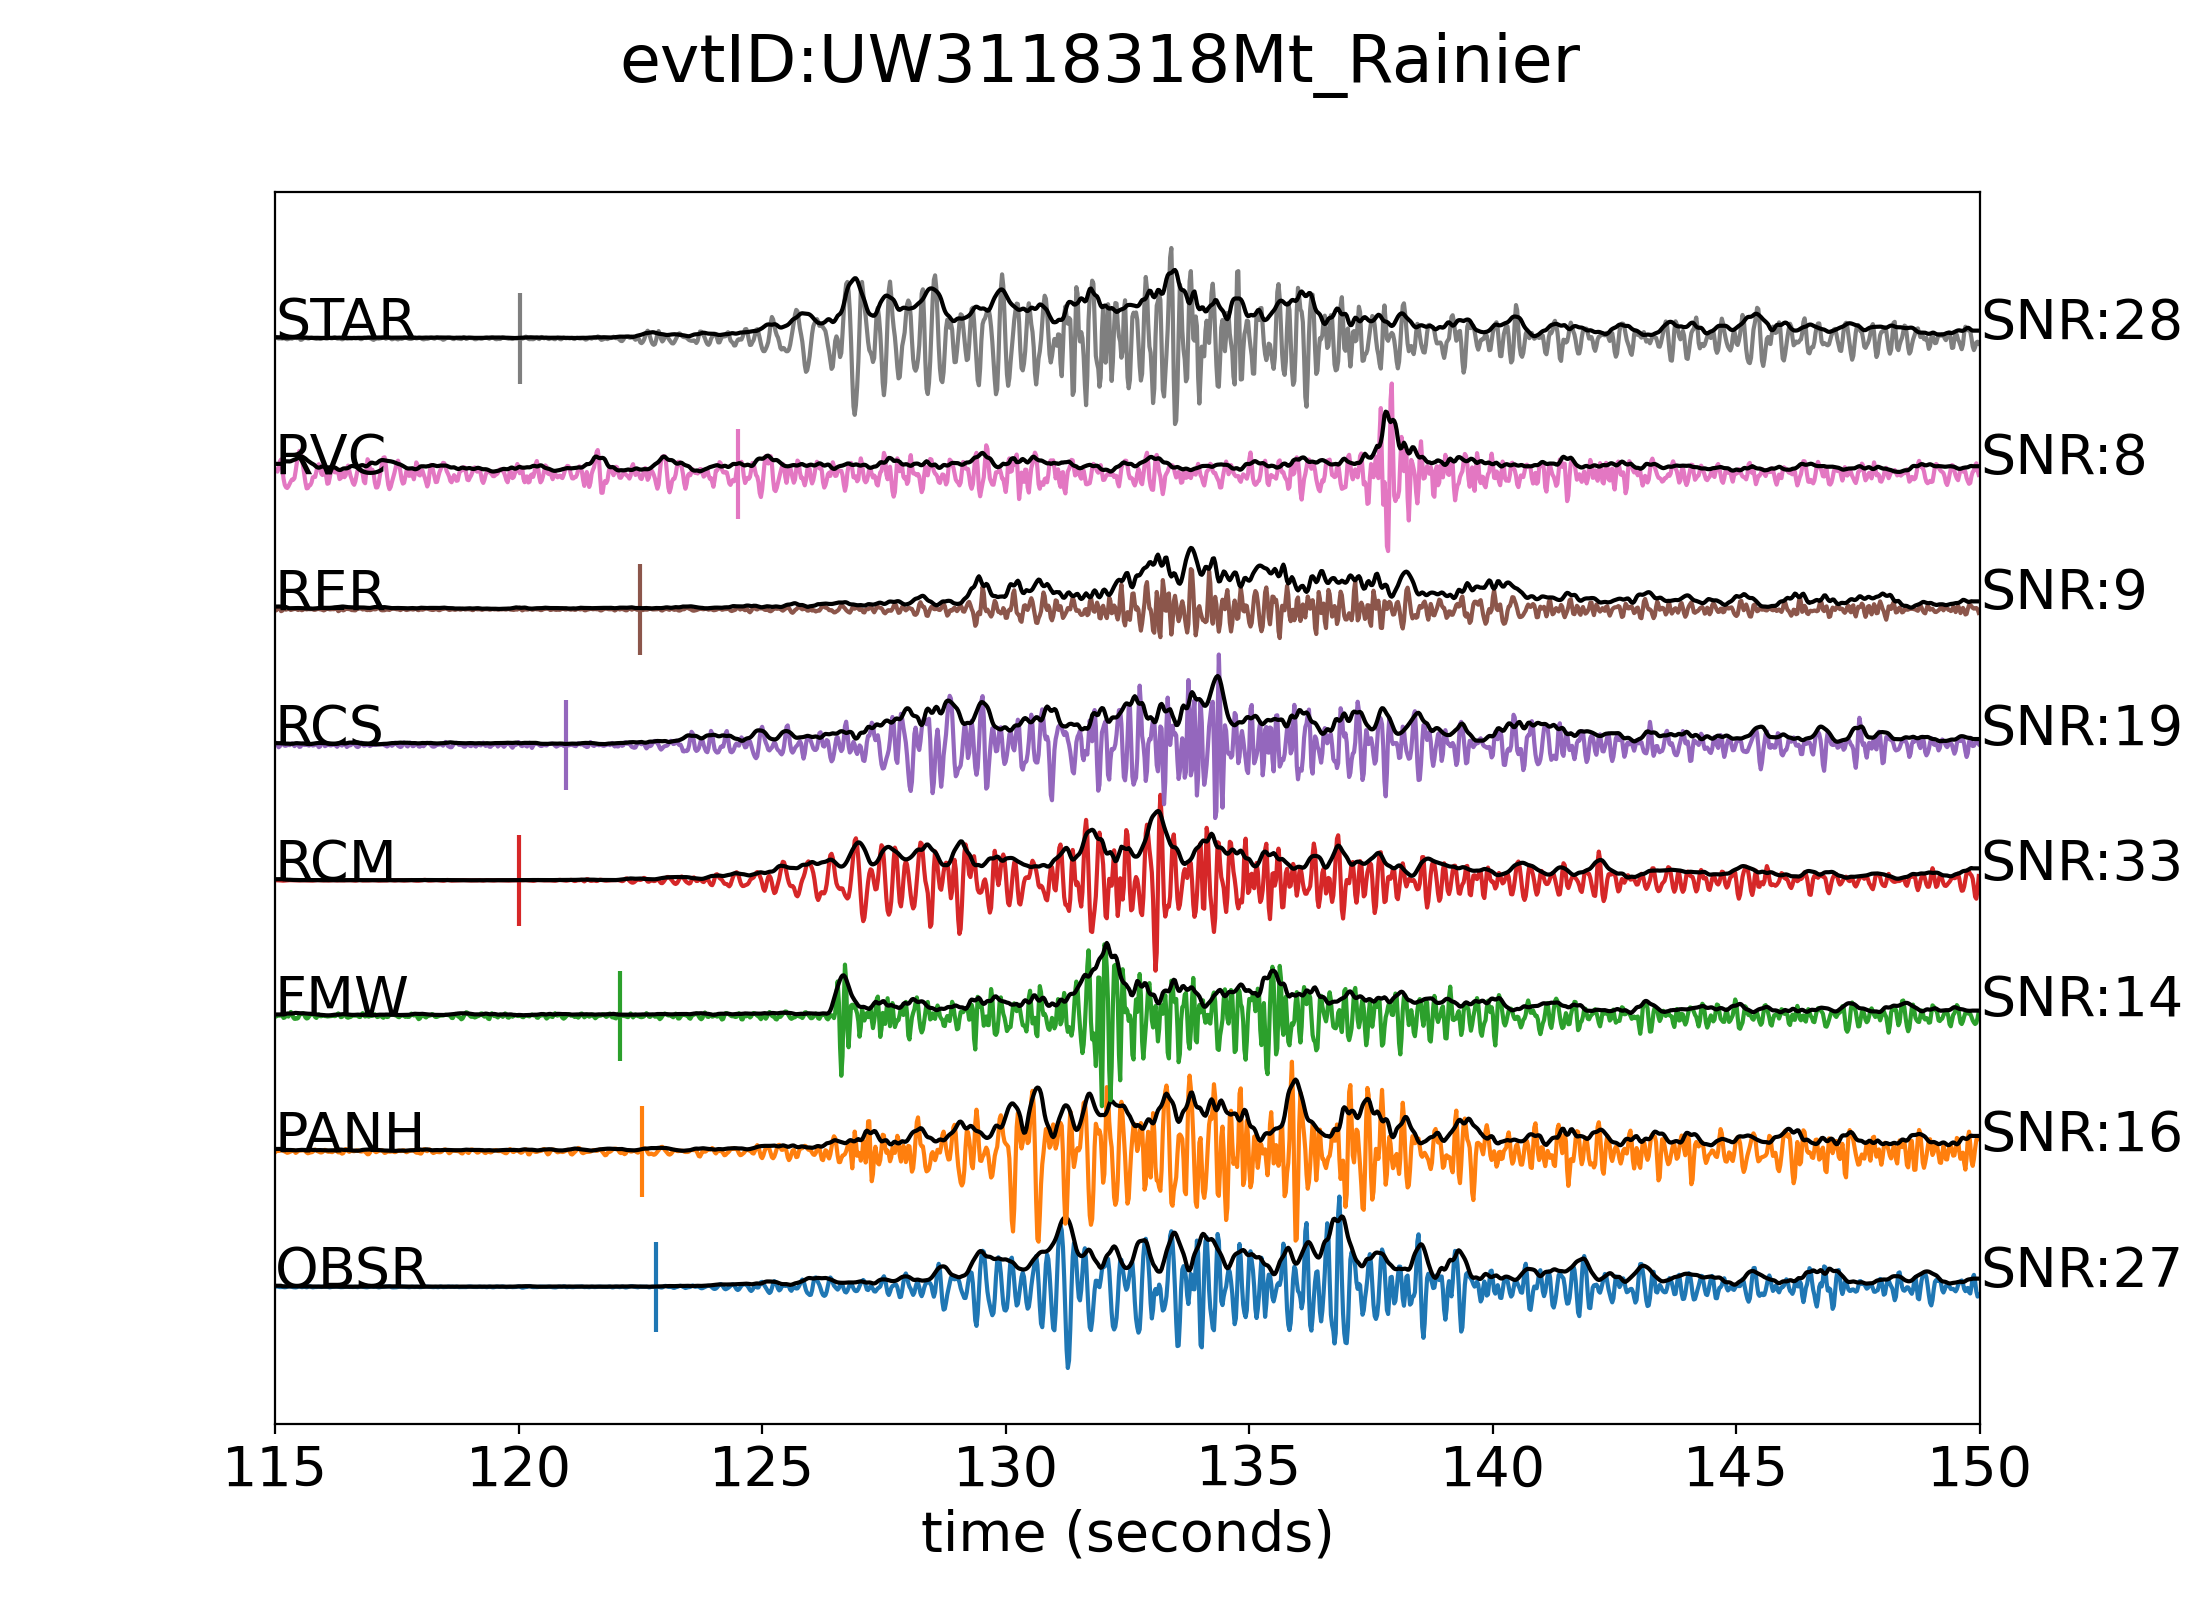 evtID:UW3118318Mt_Rainier
STAR SNR:28
RVC SNR:8
RER SNR:9
RCS SNR:19
RCM SNR:33
FMW SNR:14
PANH SNR:16
OBSR SNR:27
115 120 125 130 135 140 145 150
time (seconds)